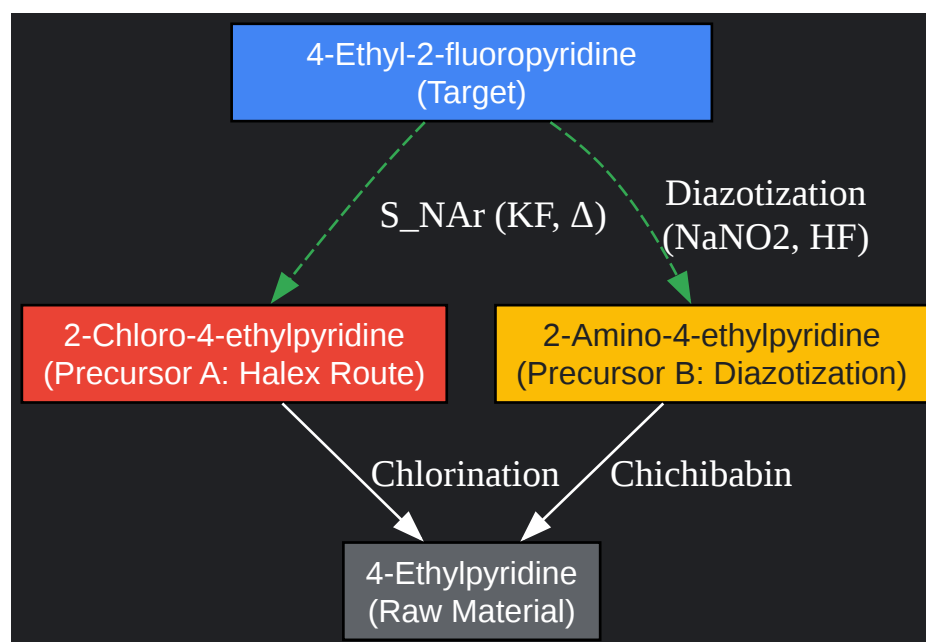 4-Ethyl-2-fluoropyridine
(Target)
S_NAr (KF, Δ)
Diazotization
(NaNO2, HF)
2-Chloro-4-ethylpyridine
(Precursor A: Halex Route)
2-Amino-4-ethylpyridine
(Precursor B: Diazotization)
Chlorination
Chichibabin
4-Ethylpyridine
(Raw Material)